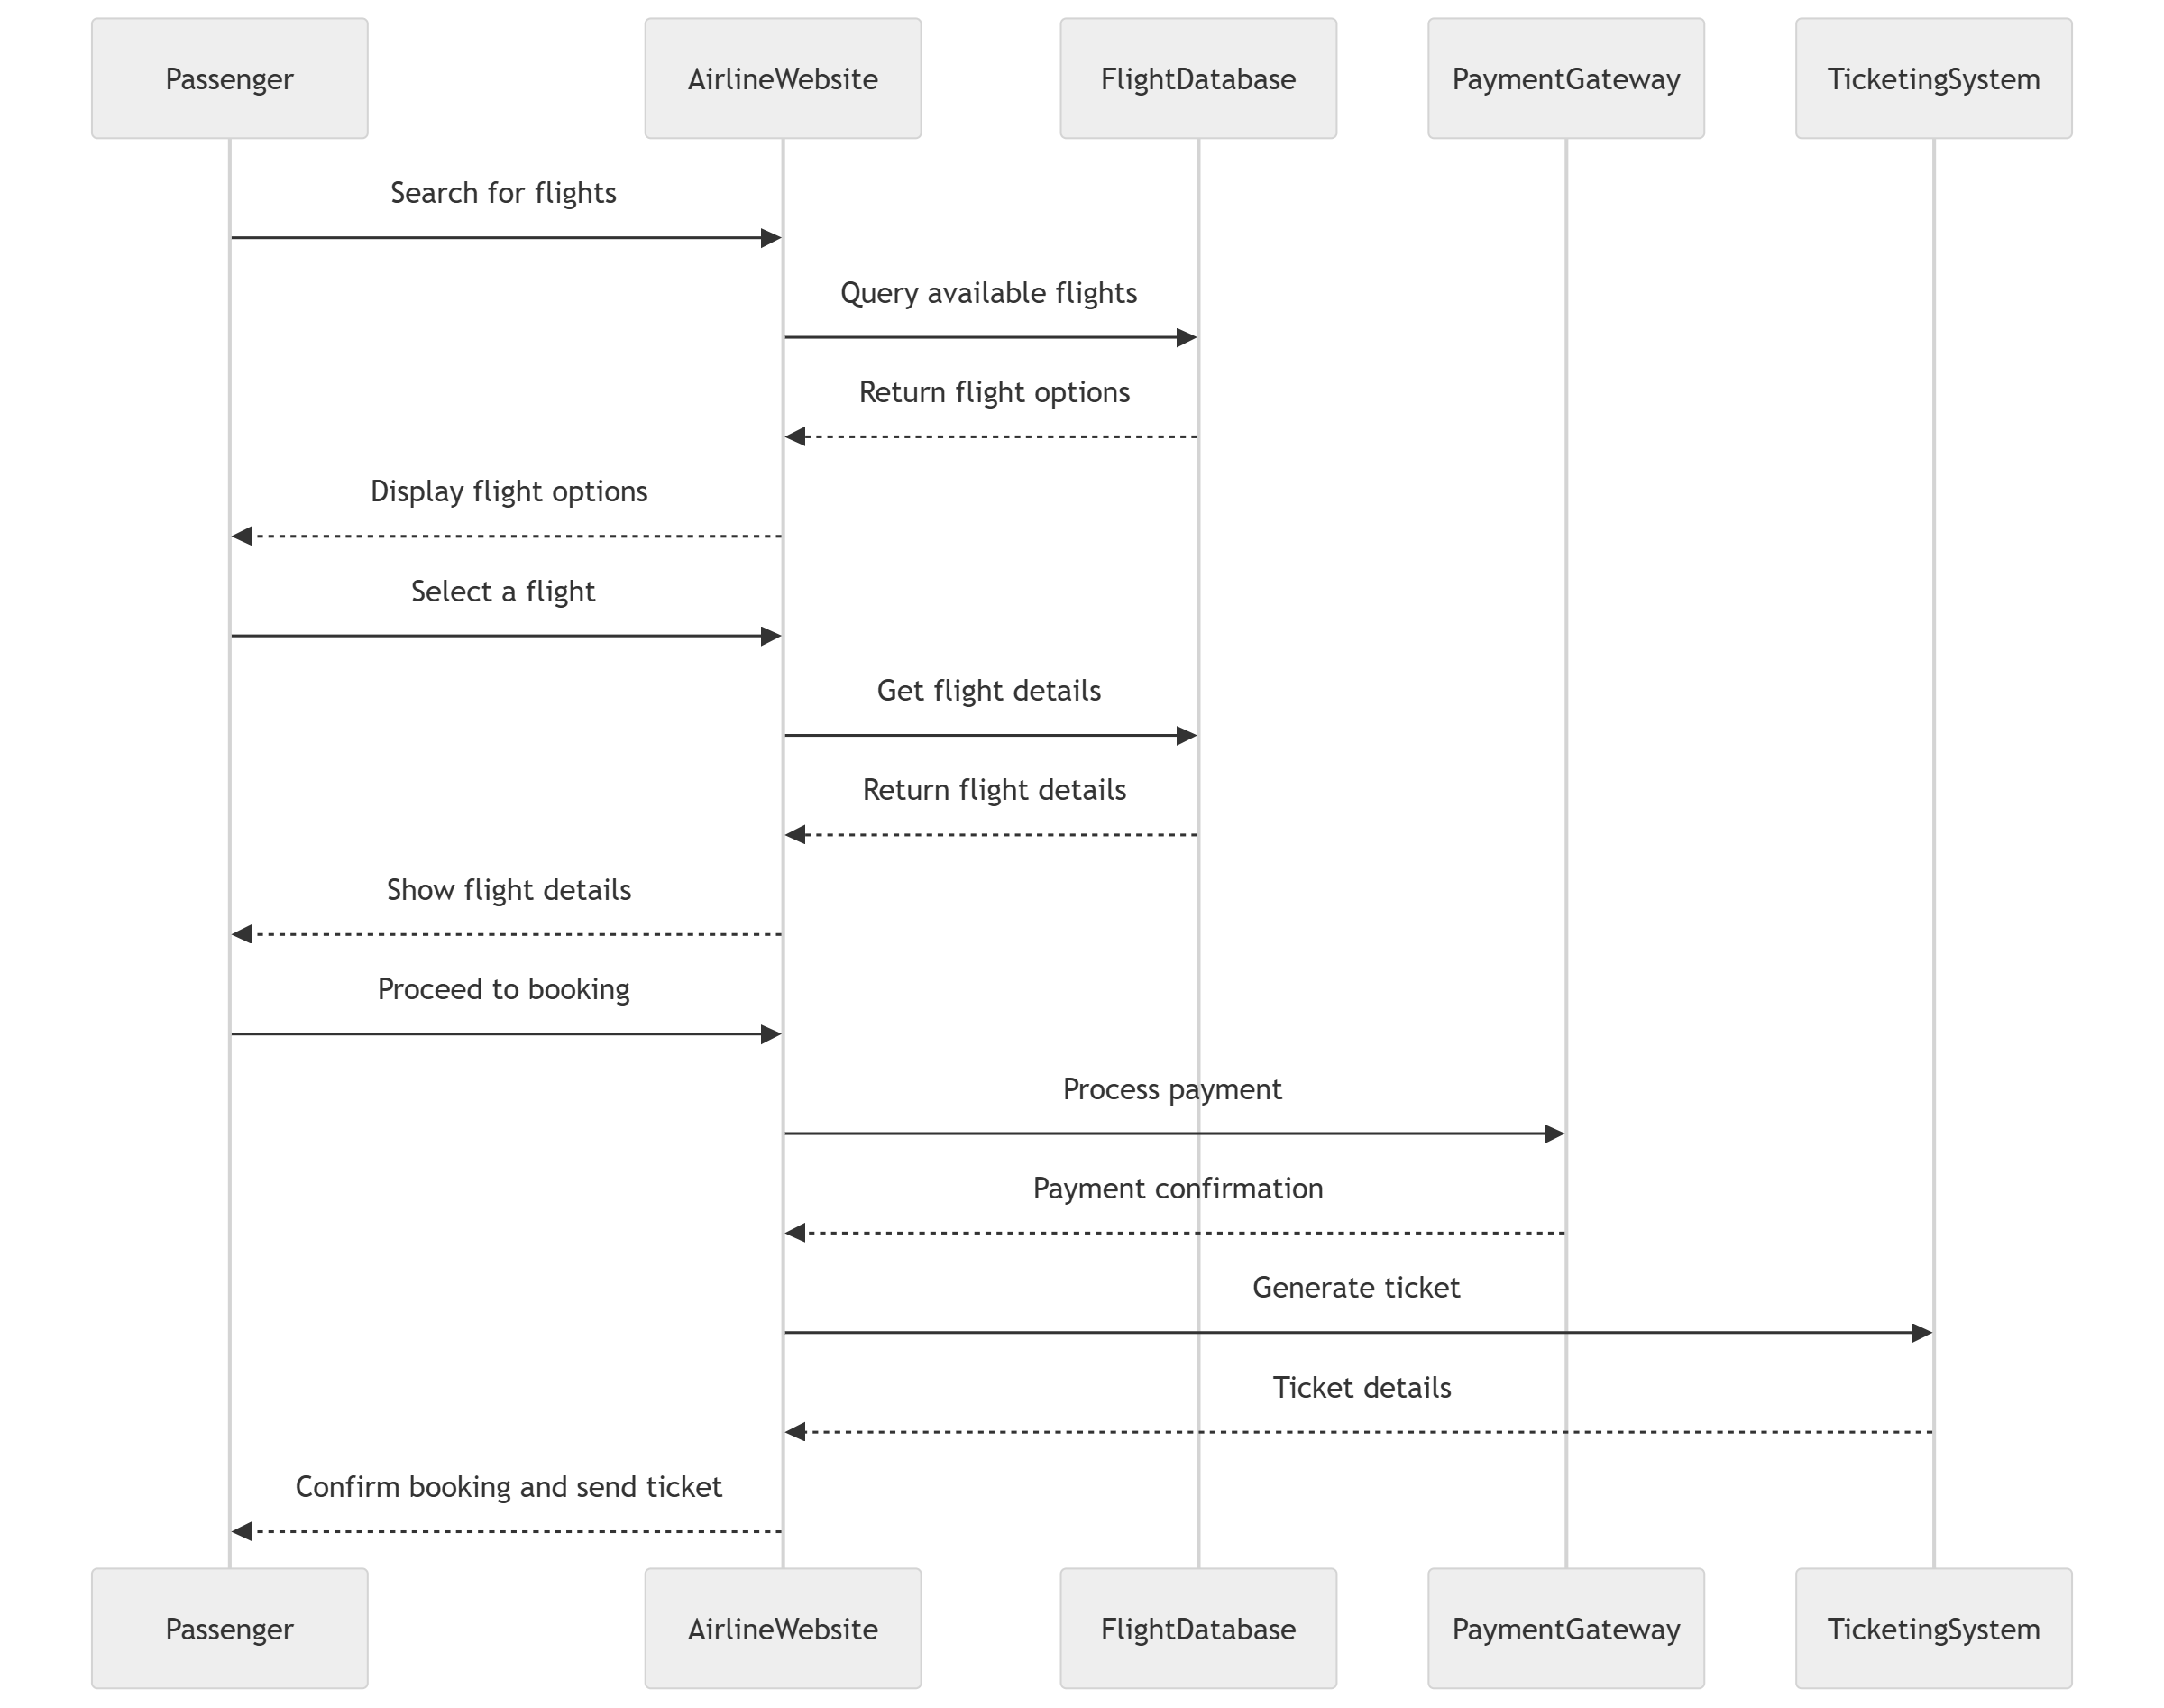 Passenger
AirlineWebsite
FlightDatabase
PaymentGateway
TicketingSystem
Search for flights
Query available flights
Return flight options
Display flight options
Select a flight
Get flight details
Return flight details
Show flight details
Proceed to booking
Process payment
Payment confirmation
Generate ticket
Ticket details
Confirm booking and send ticket
Passenger
AirlineWebsite
FlightDatabase
PaymentGateway
TicketingSystem